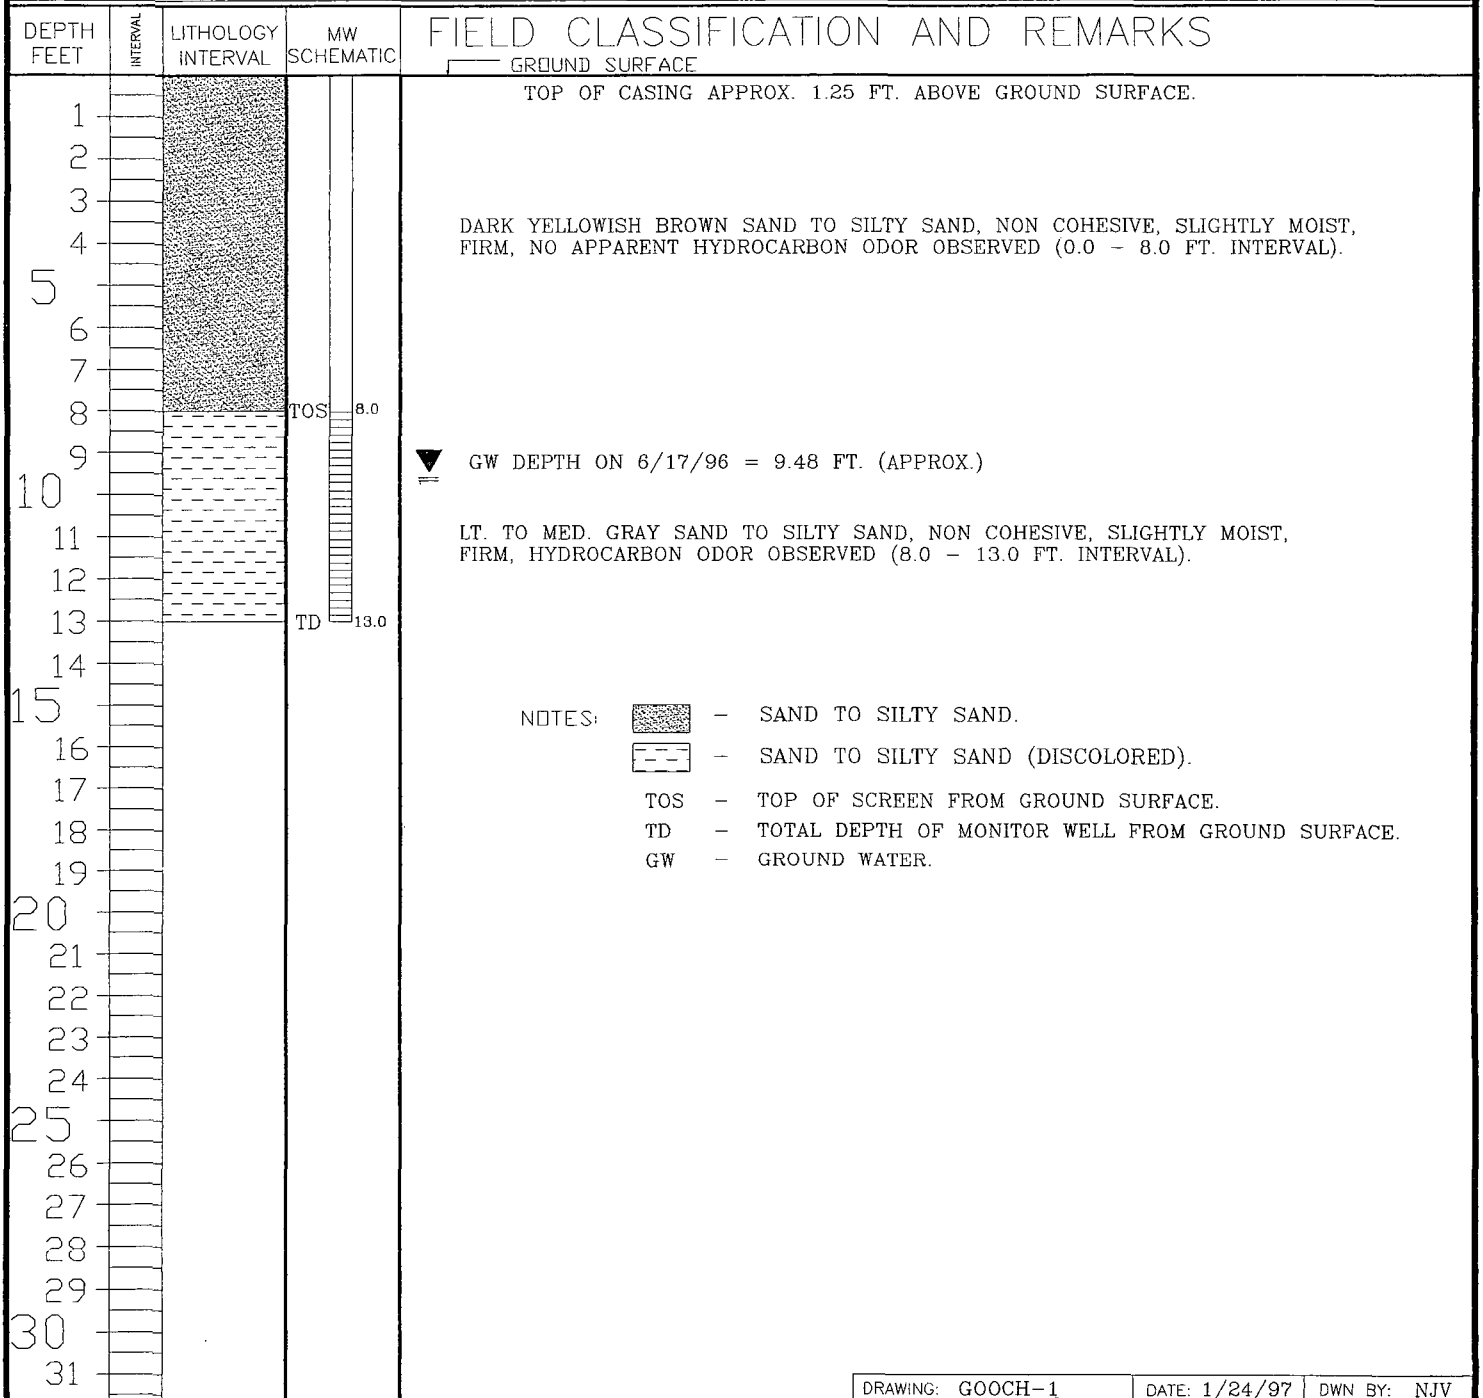 DEPTH FEET
INTERVAL
LITHOLOGY INTERVAL
MW SCHEMATIC
FIELD CLASSIFICATION AND REMARKS
GROUND SURFACE
TOP OF CASING APPROX. 1.25 FT. ABOVE GROUND SURFACE.
1
2
3
DARK YELLOWISH BROWN SAND TO SILTY SAND, NON COHESIVE, SLIGHTLY MOIST,
4
FIRM, NO APPARENT HYDROCARBON ODOR OBSERVED (0.0 - 8.0 FT. INTERVAL).
5
6
7
8
TOS
8.0
9
GW DEPTH ON 6/17/96 = 9.48 FT. (APPROX.)
10
11
LT. TO MED. GRAY SAND TO SILTY SAND, NON COHESIVE, SLIGHTLY MOIST,
FIRM, HYDROCARBON ODOR OBSERVED (8.0 - 13.0 FT. INTERVAL).
12
13
TD
13.0
14
15
NOTES:
- SAND TO SILTY SAND.
16
- SAND TO SILTY SAND (DISCOLORED).
17
TOS - TOP OF SCREEN FROM GROUND SURFACE.
18
TD - TOTAL DEPTH OF MONITOR WELL FROM GROUND SURFACE.
19
GW - GROUND WATER.
20
21
22
23
24
25
26
27
28
29
30
31
DRAWING: GOOCH-1
DATE: 1/24/97
DWN BY: NJV